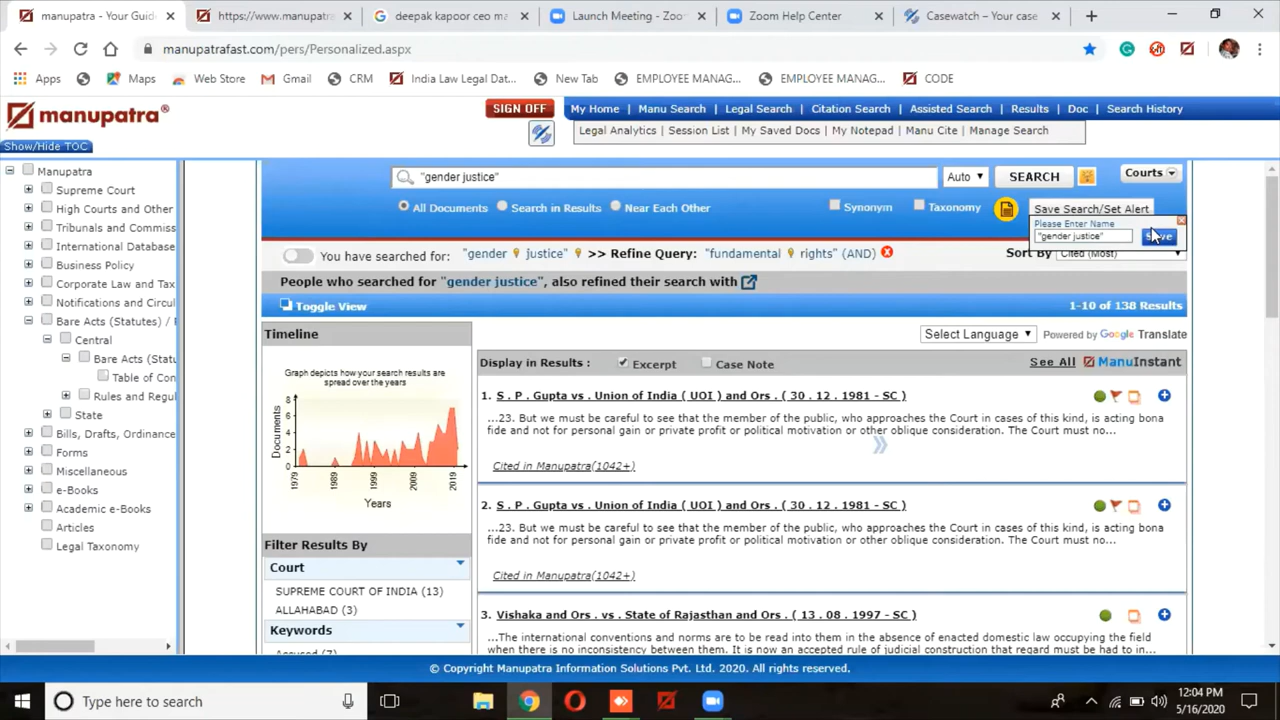 manupatra - Your Guid
https://www.manupatra
deepak kapoor ceo ma
Launch Meeting - Zoo
Zoom Help Center
Casewatch – Your case
manupatrafast.com/pers/Personalized.aspx
Apps
Maps
Web Store
Gmail
CRM
India Law Legal Dat...
New Tab
EMPLOYEE MANAG...
EMPLOYEE MANAG...
CODE
manupatra®
SIGN OFF
My Home | Manu Search | Legal Search | Citation Search | Assisted Search | Results | Doc | Search History
Legal Analytics | Session List | My Saved Docs | My Notepad | Manu Cite | Manage Search
Show/Hide TOC
Manupatra
Supreme Court
High Courts and Other
Tribunals and Commiss
International Database
Business Policy
Corporate Law and Tax
Notifications and Circul
Bare Acts (Statutes) /
Central
Bare Acts (Statu
Table of Con
Rules and Regu
State
Bills, Drafts, Ordinance
Forms
Miscellaneous
e-Books
Academic e-Books
Articles
Legal Taxonomy
"gender justice"
Auto
SEARCH
Courts
All Documents
Search in Results
Near Each Other
Synonym
Taxonomy
Save Search/Set Alert
Please Enter Name
"gender justice"
You have searched for: "gender justice" >> Refine Query: "fundamental rights" (AND)
Sort By
Cited (Most)
People who searched for "gender justice", also refined their search with
Toggle View
1-10 of 138 Results
Timeline
Select Language
Powered by Google Translate
Graph depicts how your search results are
spread over the years
Documents
8
6
4
2
0
1979
1989
1999
2009
2019
Years
Display in Results :
Excerpt
Case Note
See All
ManuInstant
1. S . P . Gupta vs . Union of India ( UOI ) and Ors . ( 30 . 12 . 1981 - SC )
...23. But we must be careful to see that the member of the public, who approaches the Court in cases of this kind, is acting bona
fide and not for personal gain or private profit or political motivation or other oblique consideration. The Court must no...
Cited in Manupatra(1042+)
2. S . P . Gupta vs . Union of India ( UOI ) and Ors . ( 30 . 12 . 1981 - SC )
...23. But we must be careful to see that the member of the public, who approaches the Court in cases of this kind, is acting bona
fide and not for personal gain or private profit or political motivation or other oblique consideration. The Court must no...
Cited in Manupatra(1042+)
Filter Results By
Court
SUPREME COURT OF INDIA (13)
ALLAHABAD (3)
Keywords
3. Vishaka and Ors . vs . State of Rajasthan and Ors . ( 13 . 08 . 1997 - SC )
...The international conventions and norms are to be read into them in the absence of enacted domestic law occupying the field
when there is no inconsistency between them. It is now an accepted rule of judicial construction that regard must be had to in...
© Copyright Manupatra Information Solutions Pvt. Ltd. 2020. All rights reserved.
Type here to search
12:04 PM
5/16/2020